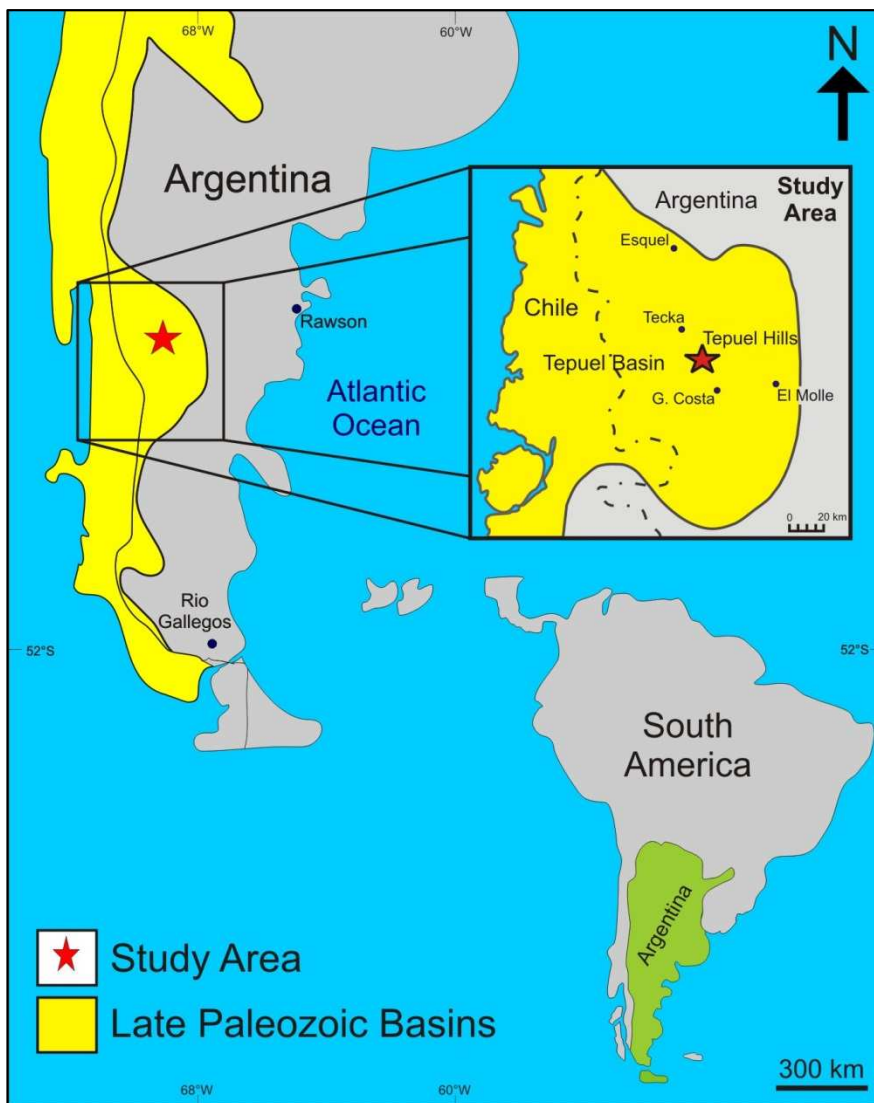 68°W
60°W
N
Argentina
Rawson
Atlantic
Ocean
Study
Area
Argentina
Esquel
Chile
Tecka
Tepuel Hills
Tepuel Basin
G. Costa
El Molle
0 20 km
Rio
Gallegos
52°S
52°S
South
America
Argentina
Study Area
Late Paleozoic Basins
300 km
68°W
60°W